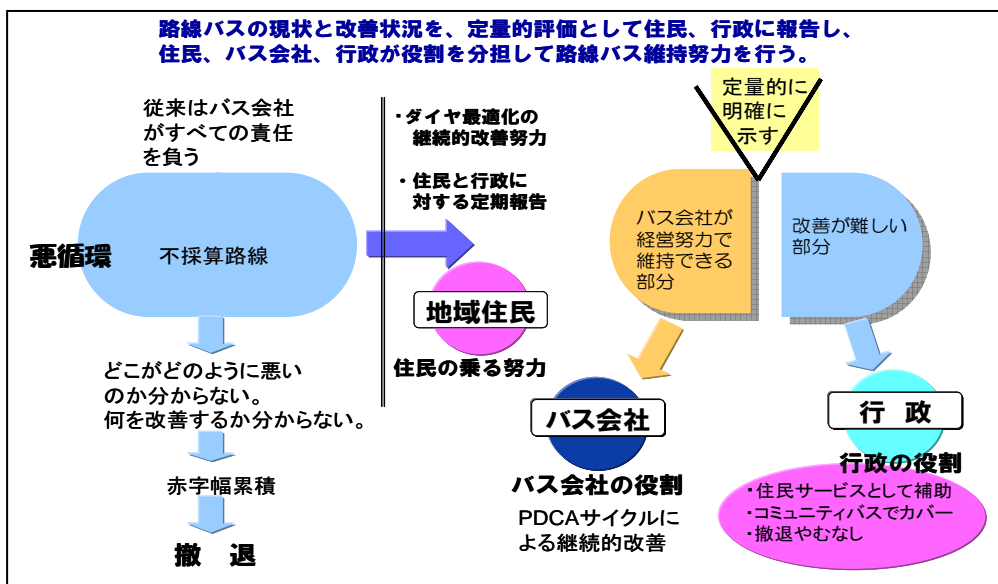 路線バスの現状と改善状況を、定量的評価として住民、行政に報告し、
住民、バス会社、行政が役割を分担して路線バス維持努力を行う。
従来はバス会社
がすべての責任
を負う
悪循環
不採算路線
どこがどのように悪い
のか分からない。
何を改善するか分からない。
赤字幅累積
撤 退
・ダイヤ最適化の
継続的改善努力
・住民と行政に
対する定期報告
地域住民
住民の乗る努力
定量的に
明確に
示す
バス会社が
経営努力で
維持できる
部分
改善が難しい
部分
バス会社
バス会社の役割
PDCAサイクルに
よる継続的改善
行 政
行政の役割
・住民サービスとして補助
・コミュニティバスでカバー
・撤退やむなし